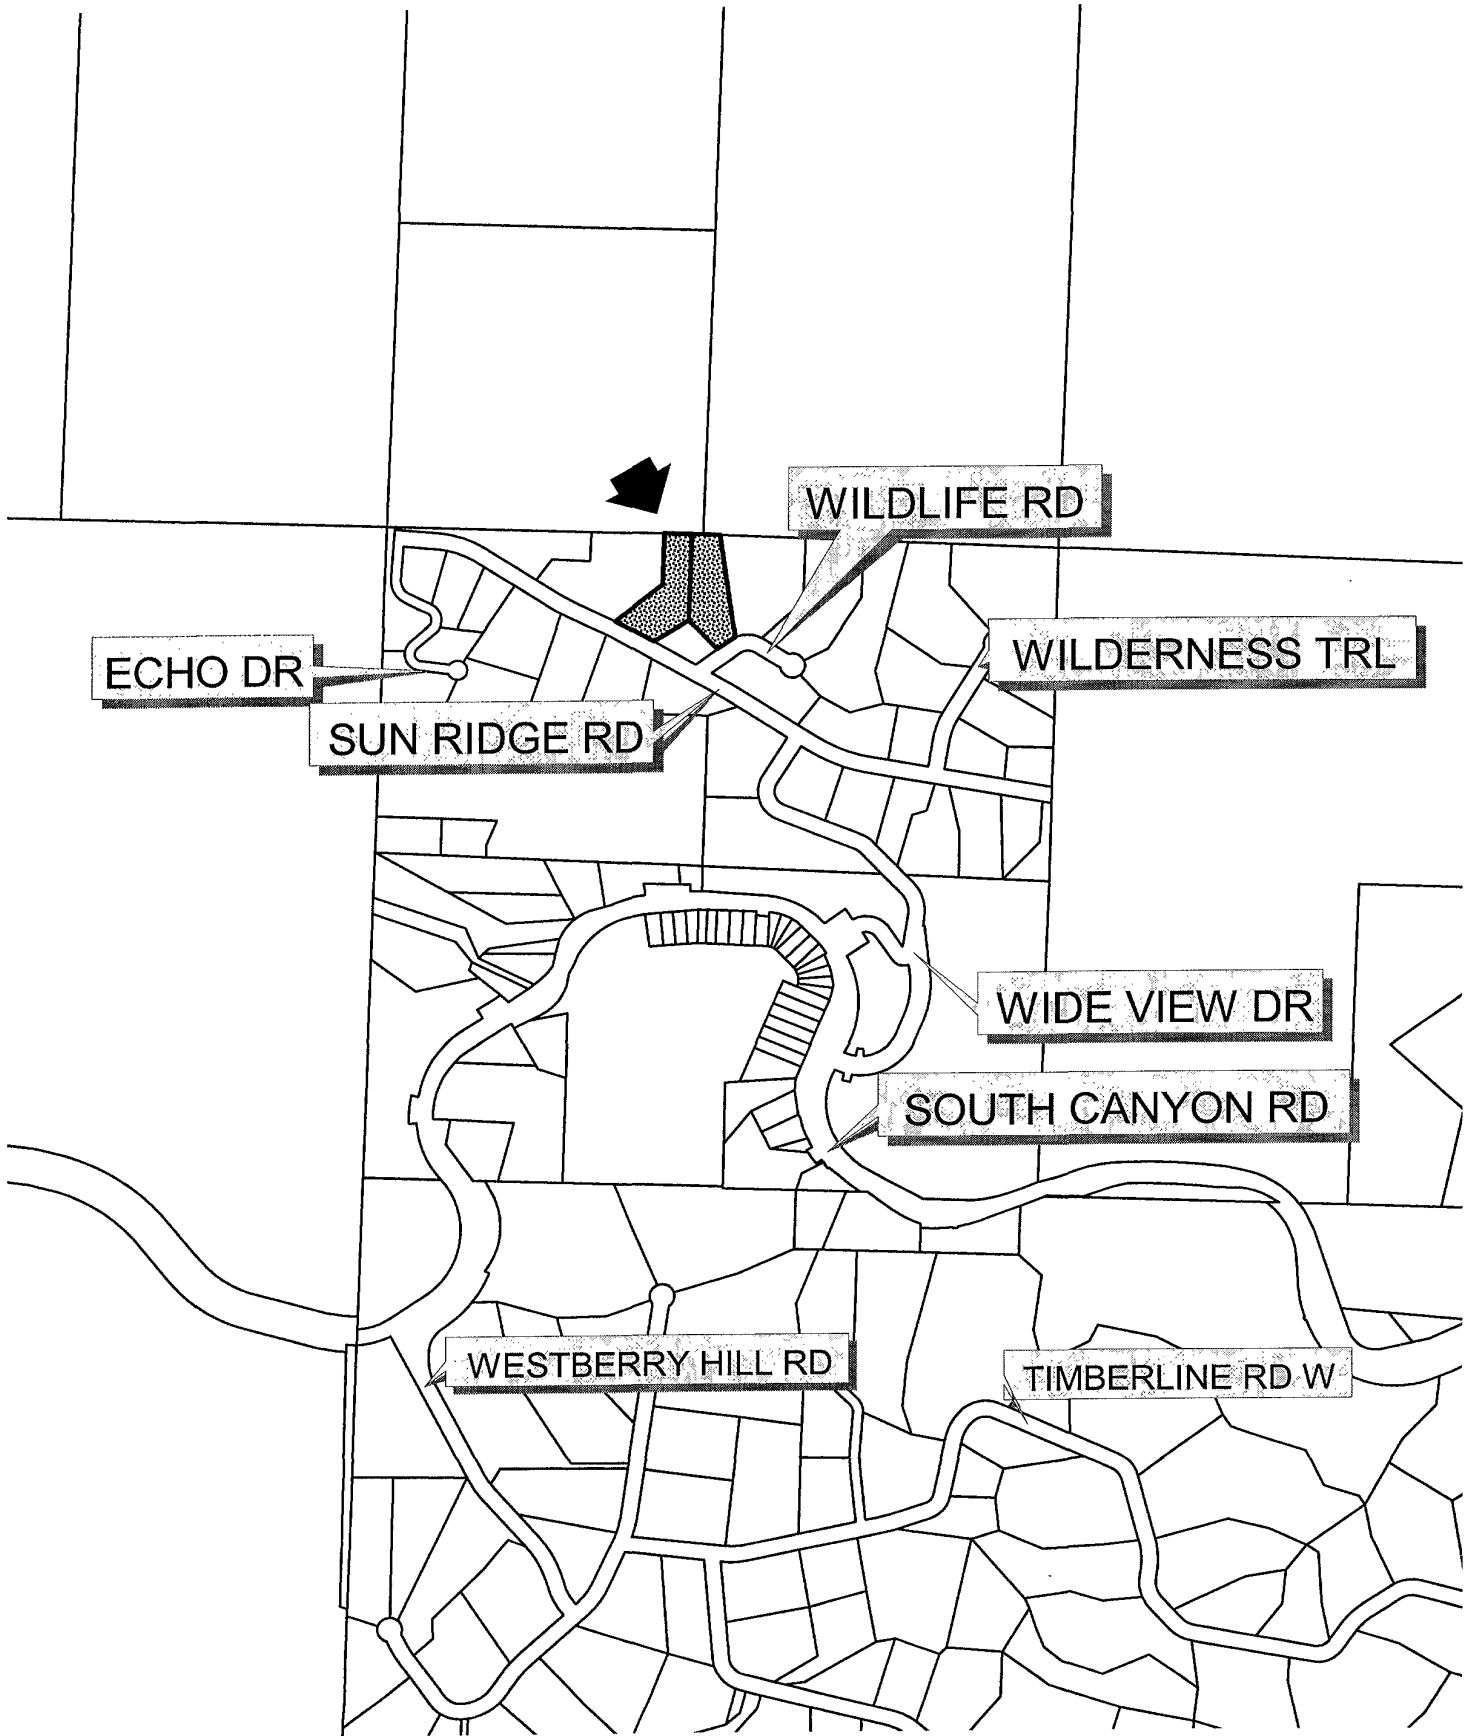 WILDLIFE RD
WILDERNESS TRL
ECHO DR
SUN RIDGE RD
WIDE VIEW DR
SOUTH CANYON RD
WESTBERRY HILL RD
TIMBERLINE RD W